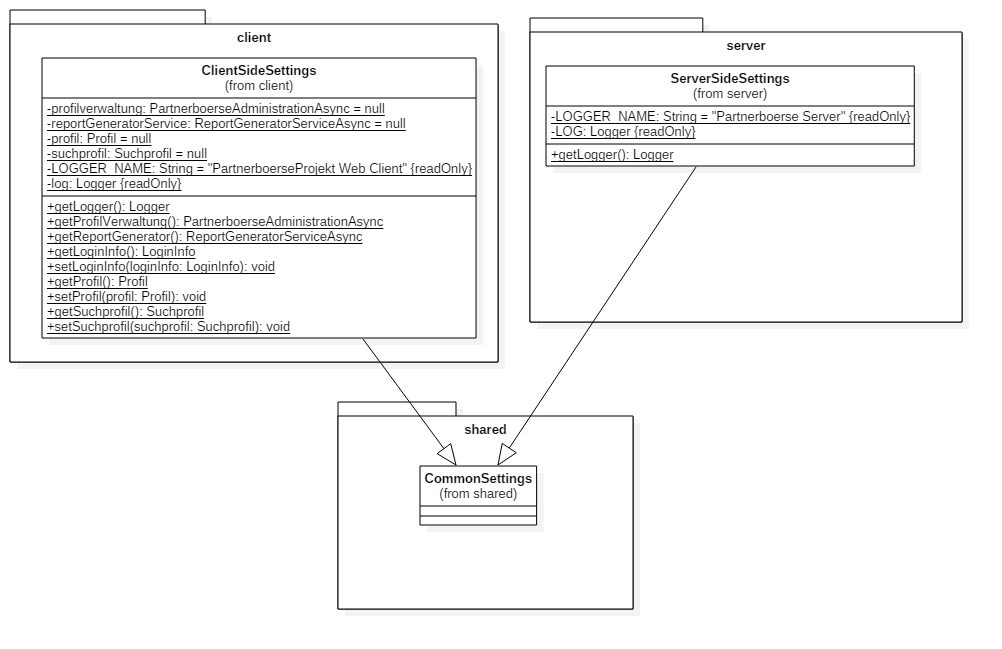 client
ClientSideSettings
(from client)
-profilverwaltung: PartnerboerseAdministrationAsync = null
-reportGeneratorService: ReportGeneratorServiceAsync = null
-profil: Profil = null
-suchprofil: Suchprofil = null
-LOGGER_NAME: String = "PartnerboerseProjekt Web Client" {readOnly}
-log: Logger {readOnly}
+getLogger(): Logger
+getProfilVerwaltung(): PartnerboerseAdministrationAsync
+getReportGenerator(): ReportGeneratorServiceAsync
+getLoginInfo(): LoginInfo
+setLoginInfo(loginInfo: LoginInfo): void
+getProfil(): Profil
+setProfil(profil: Profil): void
+getSuchprofil(): Suchprofil
+setSuchprofil(suchprofil: Suchprofil): void
server
ServerSideSettings
(from server)
-LOGGER_NAME: String = "Partnerboerse Server" {readOnly}
-LOG: Logger {readOnly}
+getLogger(): Logger
shared
CommonSettings
(from shared)